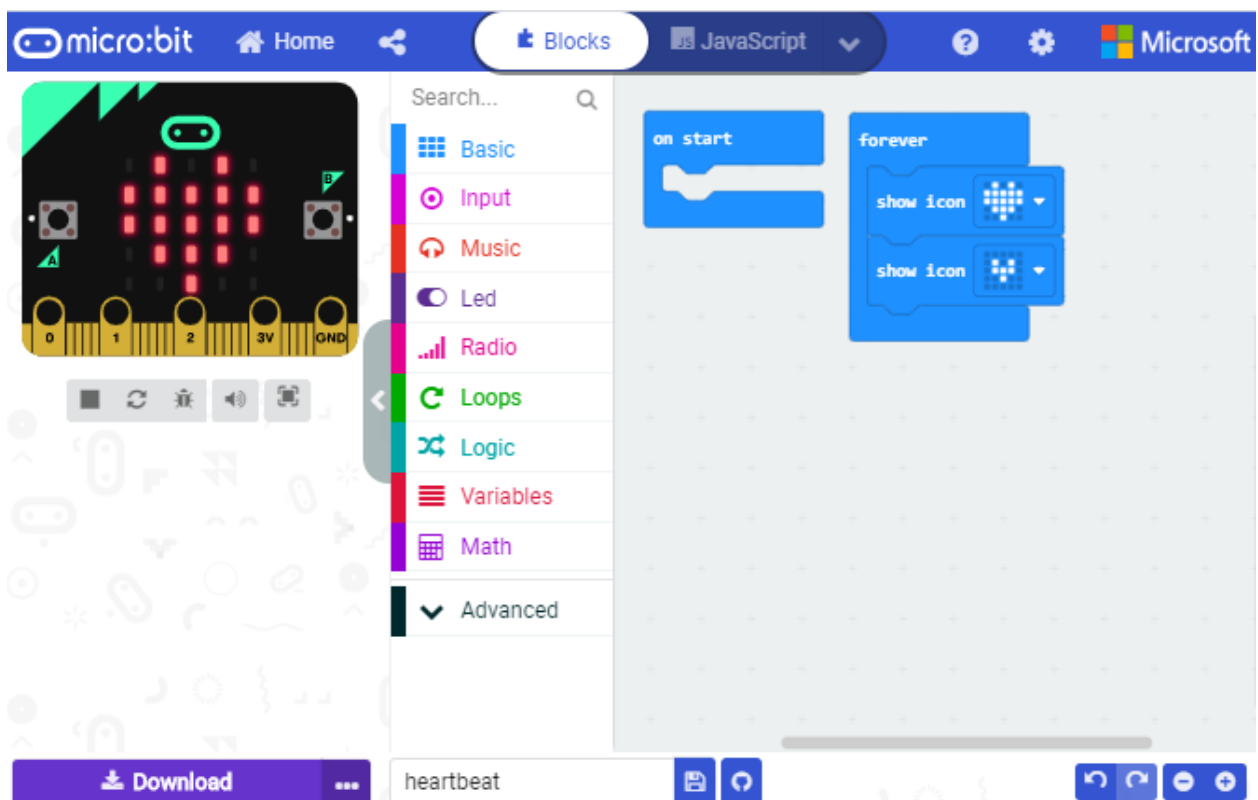 micro:bit Home Blocks JS JavaScript ? Microsoft
Search...
Basic
Input
Music
Led
Radio
Loops
Logic
Variables
Math
Advanced
B
A
0 1 2 3V GND
on start
forever
show icon
show icon
Download ... heartbeat